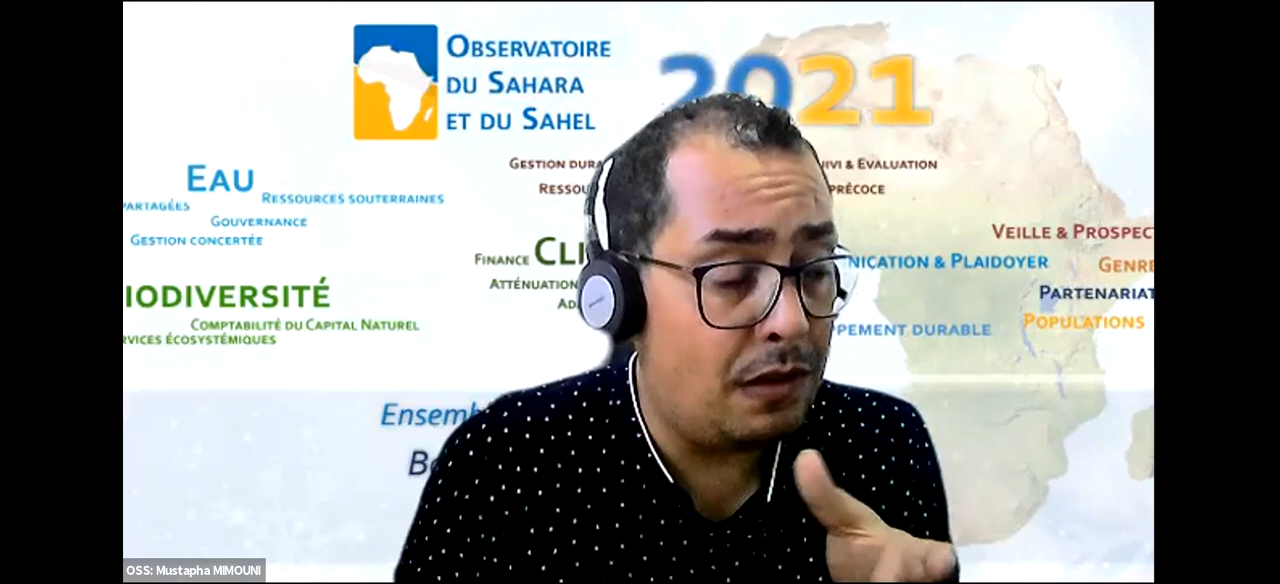 OBSERVATOIRE
DU SAHARA
ET DU SAHEL
2021
EAU
RESSOURCES SOUTERRAINES
PARTAGÉES
GOUVERNANCE
GESTION CONCERTÉE
IODIVERSITÉ
COMPTABILITÉ DU CAPITAL NATUREL
RVICES ÉCOSYSTÉMIQUES
GESTION DURA
RESSOU
UIVI & EVALUATION
PRÉCOCE
FINANCE CLI
ATTÉNUATION
ADA
VEILLE & PROSPECT
NICATION & PLAIDOYER
GENRE
PARTENARIAT
PPEMENT DURABLE
POPULATIONS
Ensemb
OSS: Mustapha MIMOUNI